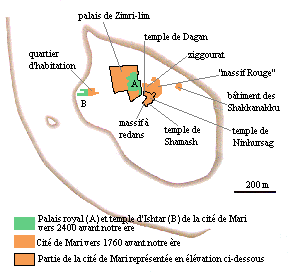 palais de Zimri-lim
temple de Dagan
ziggourat
quartier
d'habitation
"massif Rouge"
A
B
bâtiment des
Shakkanakku
massif à
redans
temple de
Shamash
temple de
Ninhursag
200 m
Palais royal (A) et temple d'Ishtar (B) de la cité de Mari
vers 2400 avant notre ère
Cité de Mari vers 1760 avant notre ère
Partie de la cité de Mari représentée en élévation ci-dessous